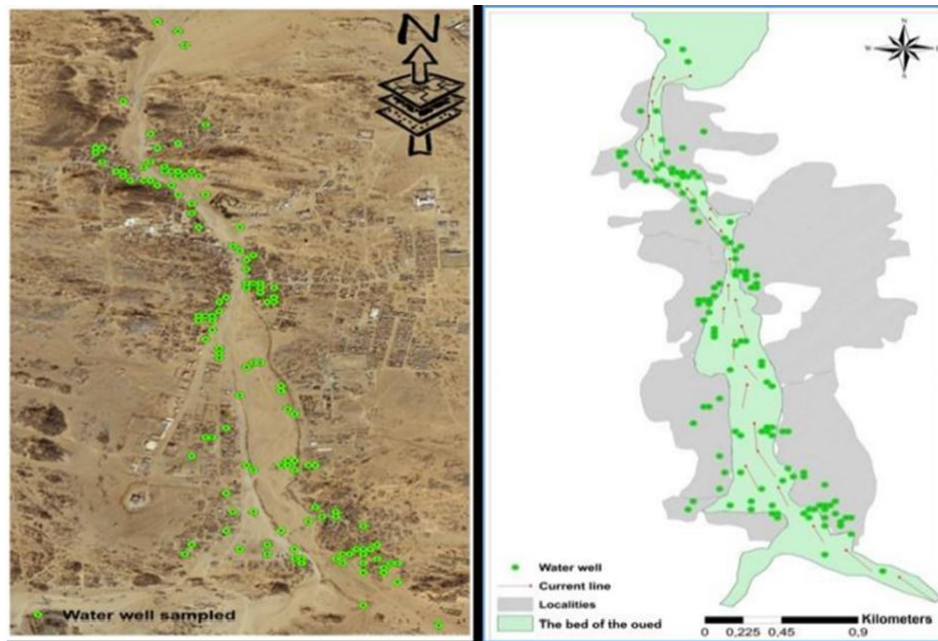 N
Water well sampled
N
S
Water well
Current line
Localities
The bed of the oued
Kilometers
0 0,225 0,45 0,9